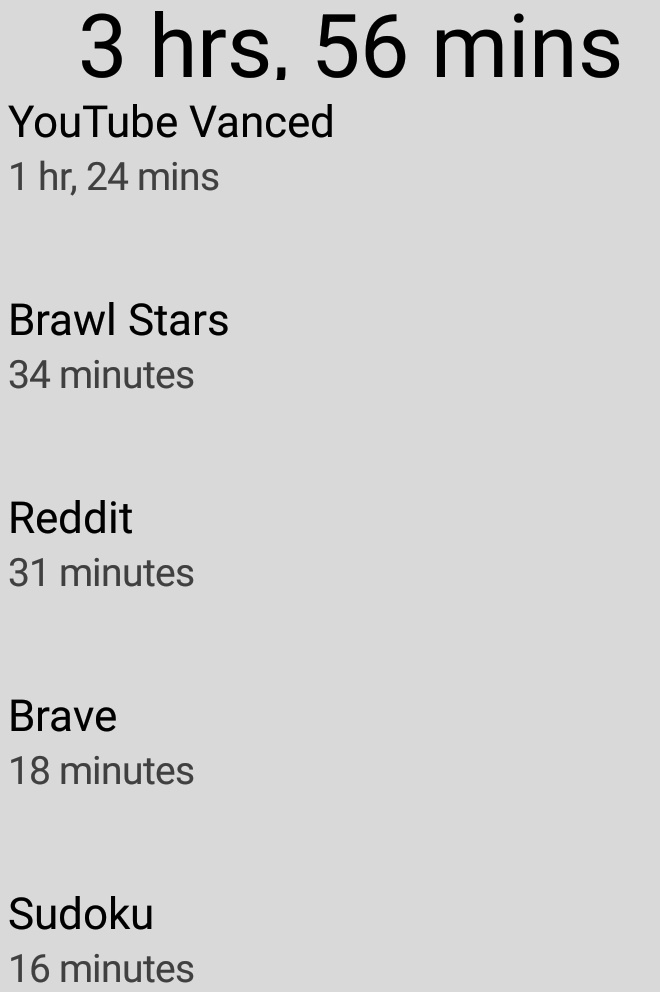 3 hrs, 56 mins
YouTube Vanced
1 hr, 24 mins
Brawl Stars
34 minutes
Reddit
31 minutes
Brave
18 minutes
Sudoku
16 minutes